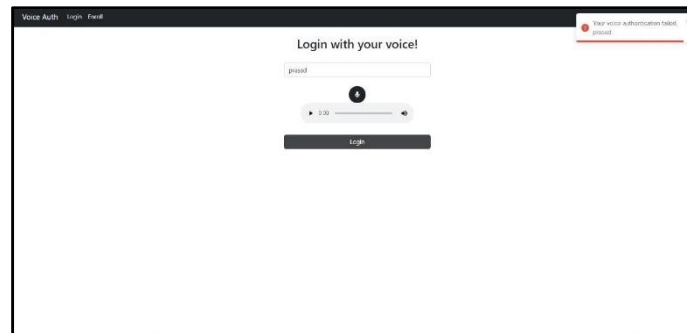 Voice Auth Login Enroll
Your voice authentication failed,
prasad
Login with your voice!
prasad
0:00
Login